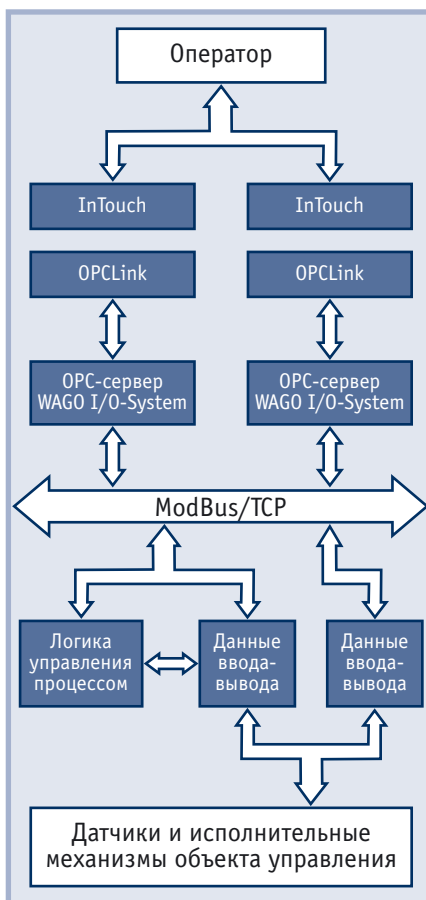 Оператор
InTouch
InTouch
OPCLink
OPCLink
OPC-сервер
WAGO I/O-System
OPC-сервер
WAGO I/O-System
ModBus/TCP
Логика
управления
процессом
Данные
ввода-
вывода
Данные
ввода-
вывода
Датчики и исполнительные
механизмы объекта управления